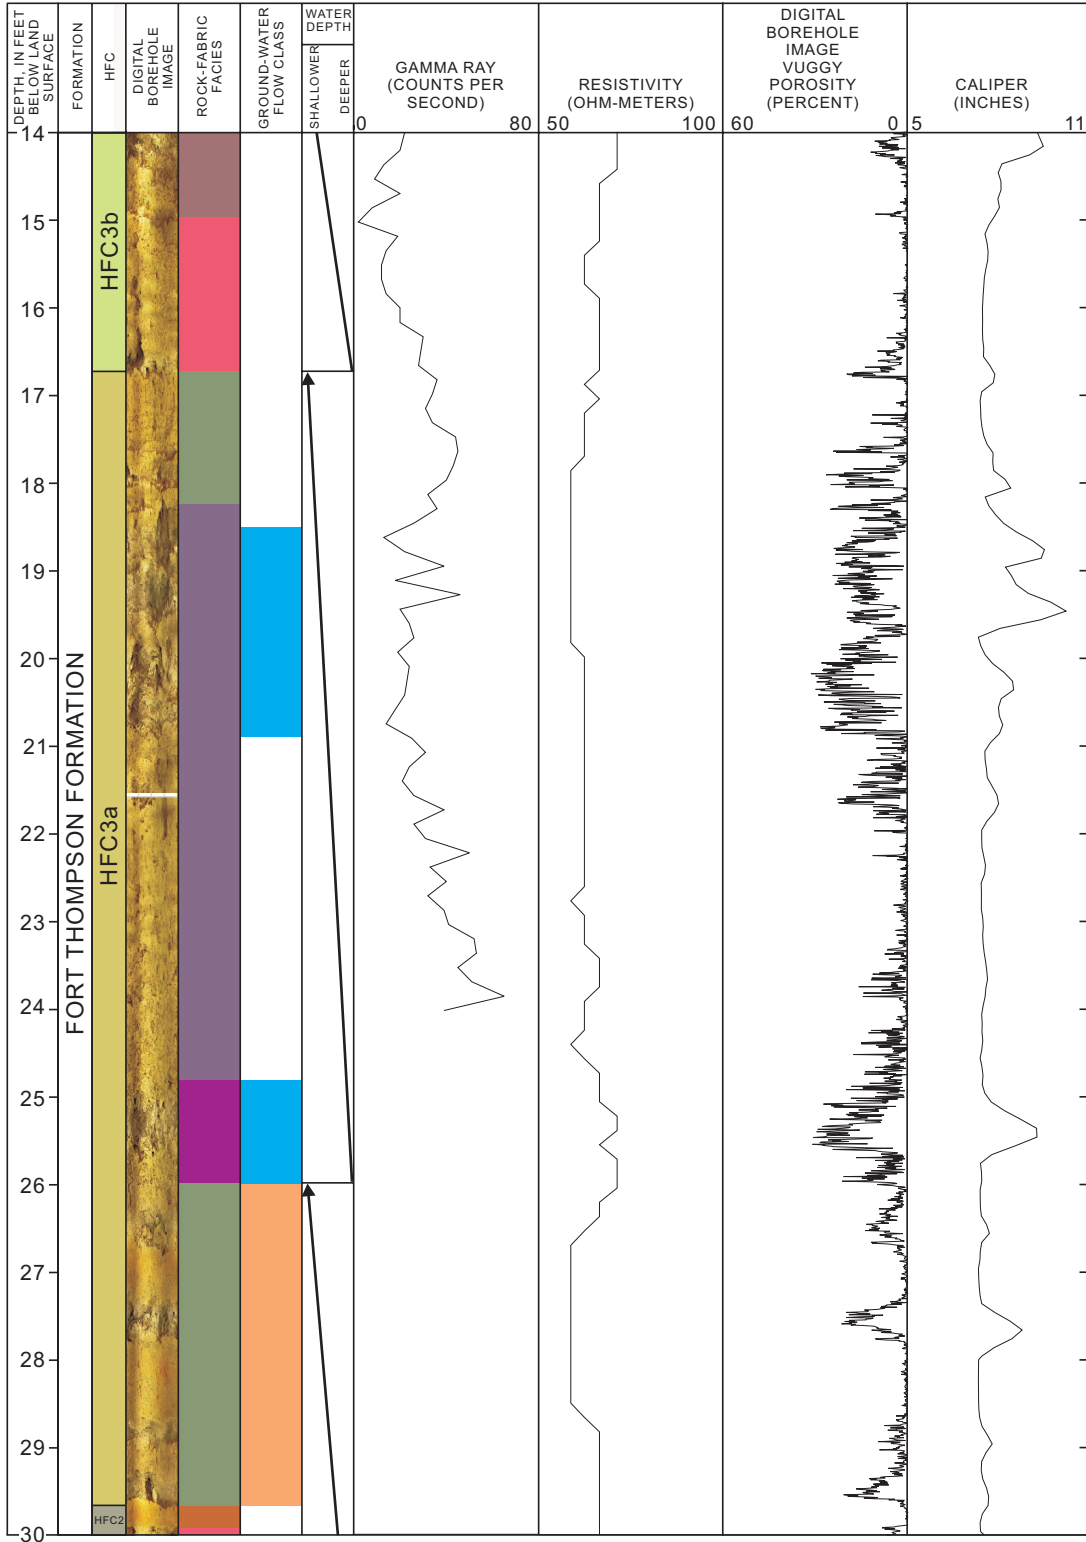 DEPTH, IN FEET
BELOW LAND
SURFACE
FORMATION
HFC
DIGITAL
BOREHOLE
IMAGE
ROCK-FABRIC
FACIES
GROUND-WATER
FLOW CLASS
WATER
DEPTH
SHALLOWER
DEEPER
GAMMA RAY
(COUNTS PER
SECOND)
RESISTIVITY
(OHM-METERS)
DIGITAL
BOREHOLE
IMAGE
VUGGY
POROSITY
(PERCENT)
CALIPER
(INCHES)
0 80 50 100 60 0 5 11
14
15
16
17
18
19
20
21
22
23
24
25
26
27
28
29
30
FORT THOMPSON FORMATION
HFC3b
HFC3a
HFC2